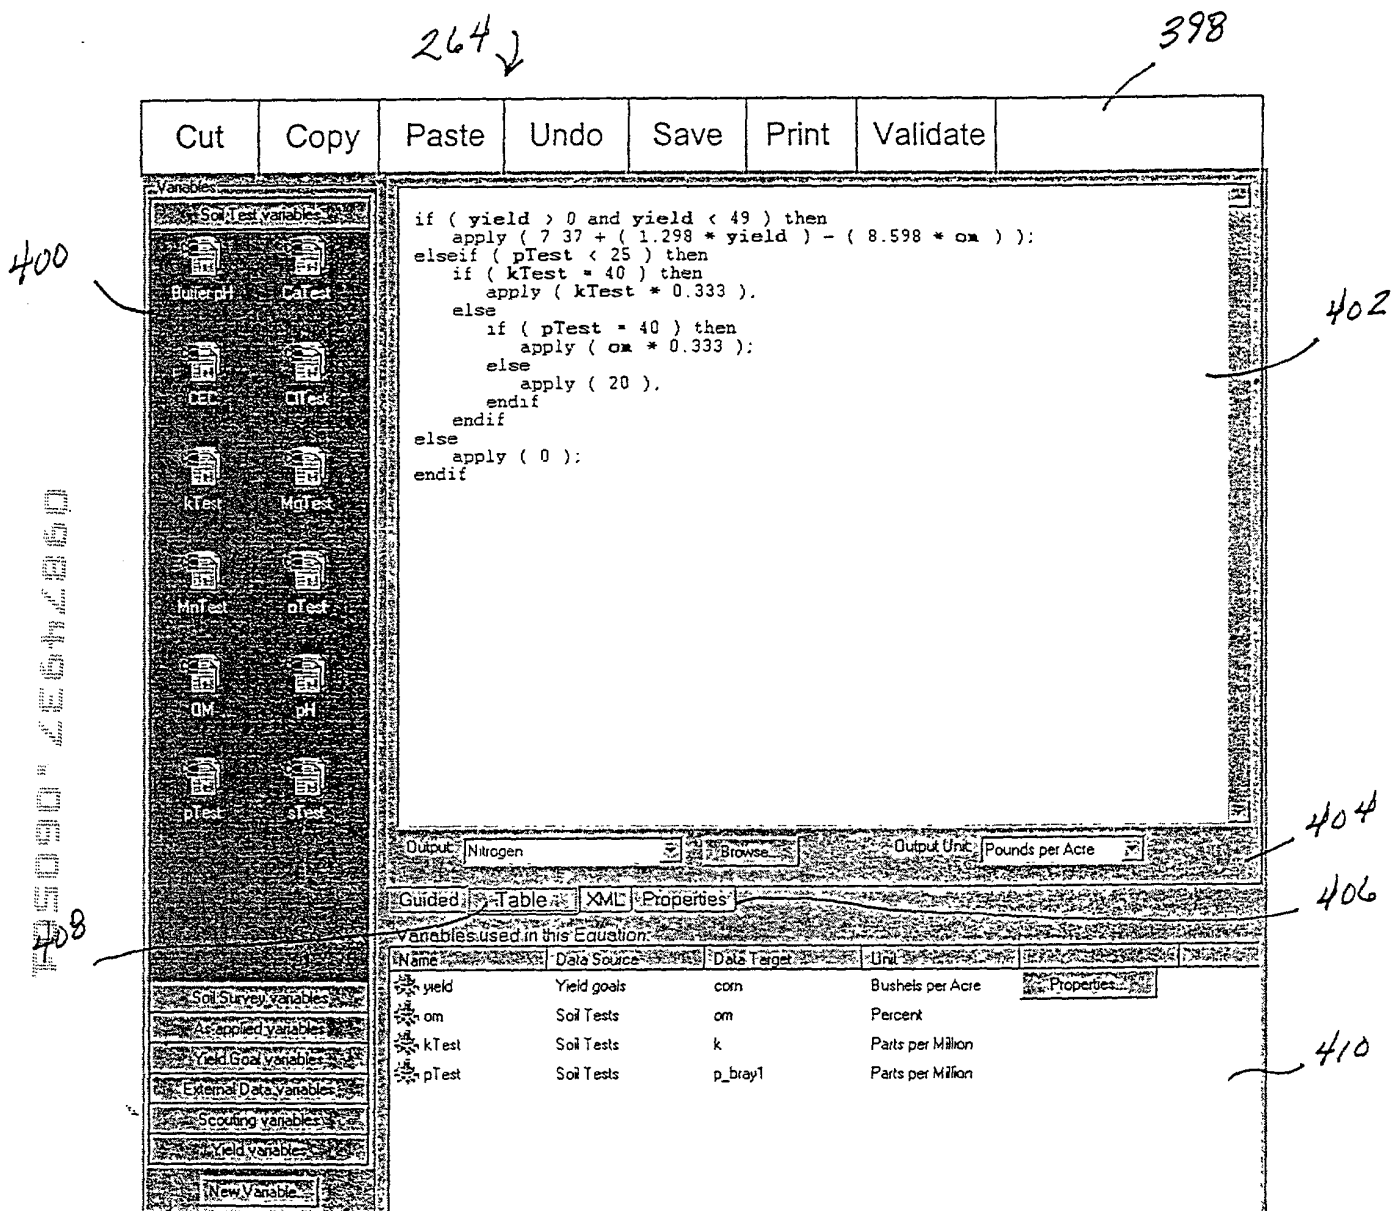 264
398
Cut Copy Paste Undo Save Print Validate
Variables
Soil Test variables
400
BufferpH CaTest
CEC ClTest
kTest MgTest
MnTest nTest
OM pH
pTest sTest
Soil Survey variables
As applied variables
Yield Goal variables
External Data variables
Scouting variables
Yield variables
New Variable...
if ( yield > 0 and yield < 49 ) then
apply ( 7 37 + ( 1.298 * yield ) - ( 8.598 * om ) );
elseif ( pTest < 25 ) then
if ( kTest = 40 ) then
apply ( kTest * 0.333 ),
else
if ( pTest = 40 ) then
apply ( om * 0.333 );
else
apply ( 20 ),
endif
endif
else
apply ( 0 );
endif
402
Output: Nitrogen Browse... Output Unit: Pounds per Acre
404
Guided Table XML Properties
406
408
Variables used in this Equation:
Name Data Source Data Target Unit
yield Yield goals corn Bushels per Acre Properties...
om Soil Tests om Percent
kTest Soil Tests k Parts per Million
pTest Soil Tests p_bray1 Parts per Million
410